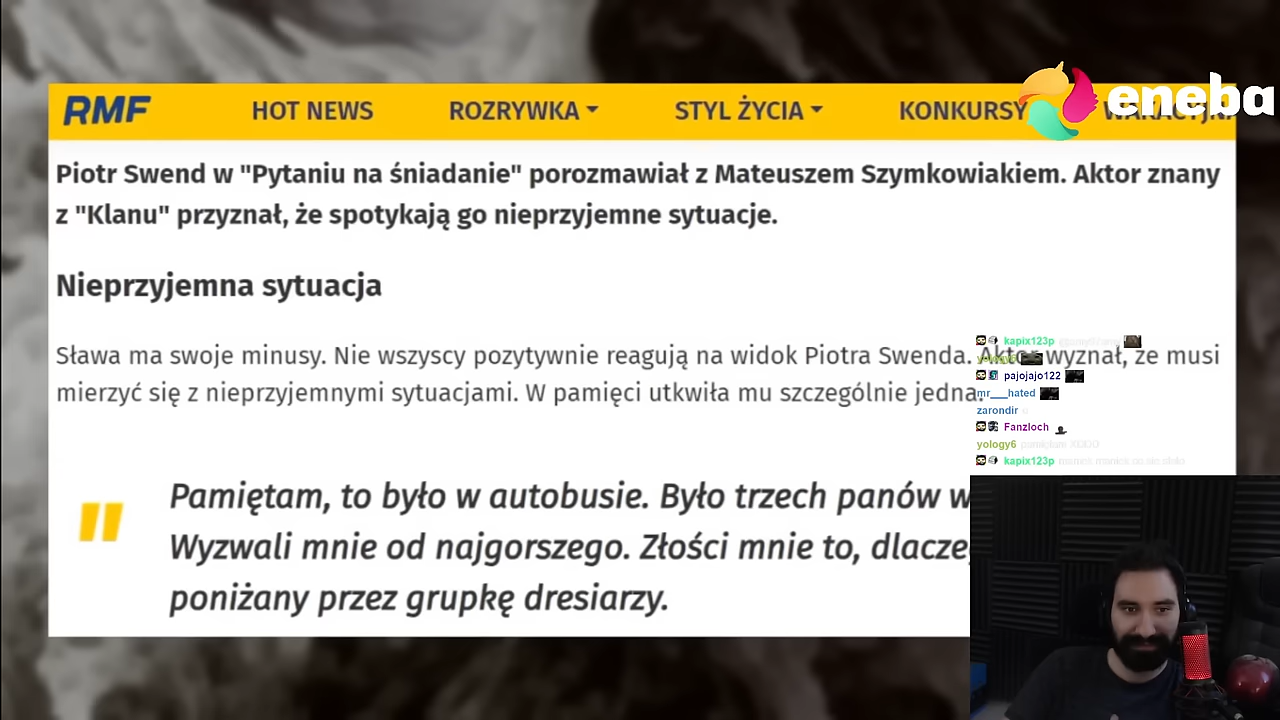 RMF HOT NEWS ROZRYWKA STYL ŻYCIA KONKURSY
eneba
Piotr Swend w "Pytaniu na śniadanie" porozmawiał z Mateuszem Szymkowiakiem. Aktor znany
z "Klanu" przyznał, że spotykają go nieprzyjemne sytuacje.
Nieprzyjemna sytuacja
Sława ma swoje minusy. Nie wszyscy pozytywnie reagują na widok Piotra Swenda. wyznał, że musi
mierzyć się z nieprzyjemnymi sytuacjami. W pamięci utkwiła mu szczególnie jedna.
" Pamiętam, to było w autobusie. Było trzech panów w
Wyzwali mnie od najgorszego. Złości mnie to,
poniżany przez grupkę dresiarzy.
kapix123p
yology6
pajojajo122
mr___hated
zarondir
Fanzloch
yology6
kapix123p